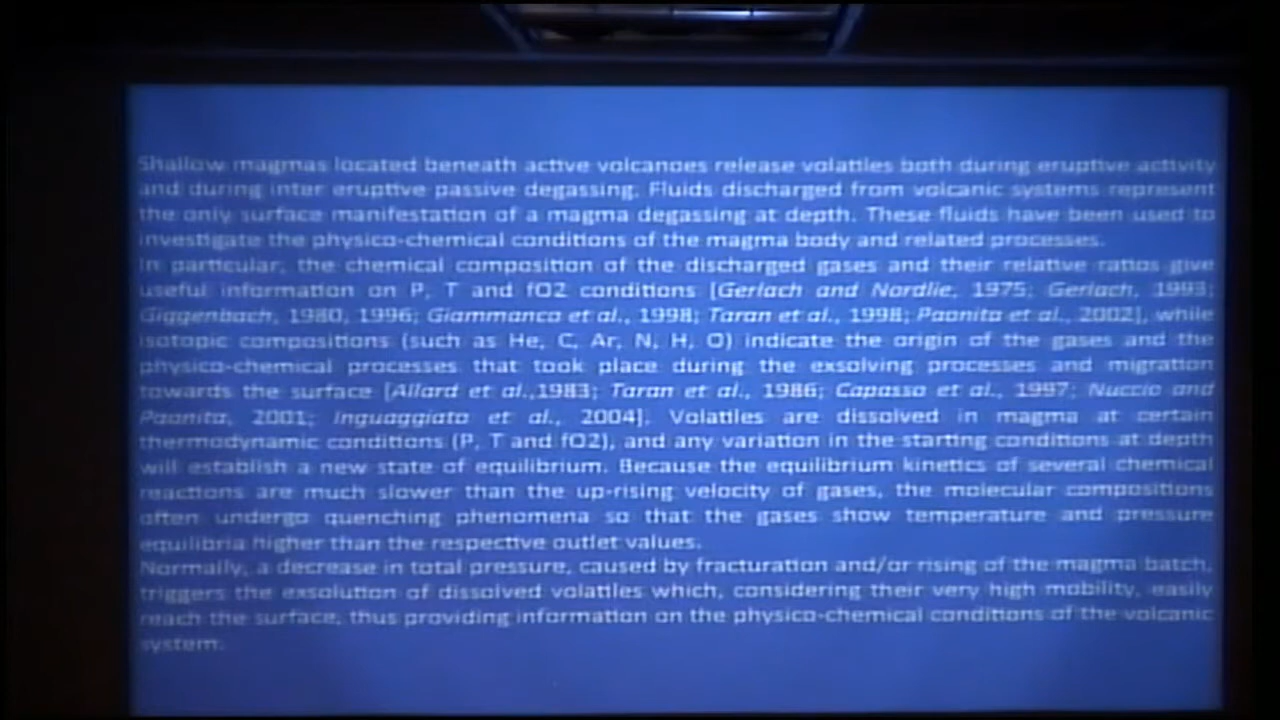 Shallow magmas located beneath active volcanoes release volatiles both during eruptive activity
and during inter eruptive passive degassing. Fluids discharged from volcanic systems represent
the only surface manifestation of a magma degassing at depth. These fluids have been used to
investigate the physico-chemical conditions of the magma body and related processes.
In particular, the chemical composition of the discharged gases and their relative ratios give
useful information on P, T and fO2 conditions [Gerlach and Nordlie, 1975; Gerlach, 1993;
Giggenbach, 1980, 1996; Giammanco et al., 1998; Taran et al., 1998; Paonita et al., 2002], while
isotopic compositions (such as He, C, Ar, N, H, O) indicate the origin of the gases and the
physico-chemical processes that took place during the exsolving processes and migration
towards the surface [Allard et al.,1983; Taran et al., 1986; Capasso et al., 1997; Nuccio and
Paonita, 2001; Inguaggiato et al., 2004]. Volatiles are dissolved in magma at certain
thermodynamic conditions (P, T and fO2), and any variation in the starting conditions at depth
will establish a new state of equilibrium. Because the equilibrium kinetics of several chemical
reactions are much slower than the up-rising velocity of gases, the molecular compositions
often undergo quenching phenomena so that the gases show temperature and pressure
equilibria higher than the respective outlet values.
Normally, a decrease in total pressure, caused by fracturation and/or rising of the magma batch,
triggers the exsolution of dissolved volatiles which, considering their very high mobility, easily
reach the surface, thus providing information on the physico-chemical conditions of the volcanic
system.